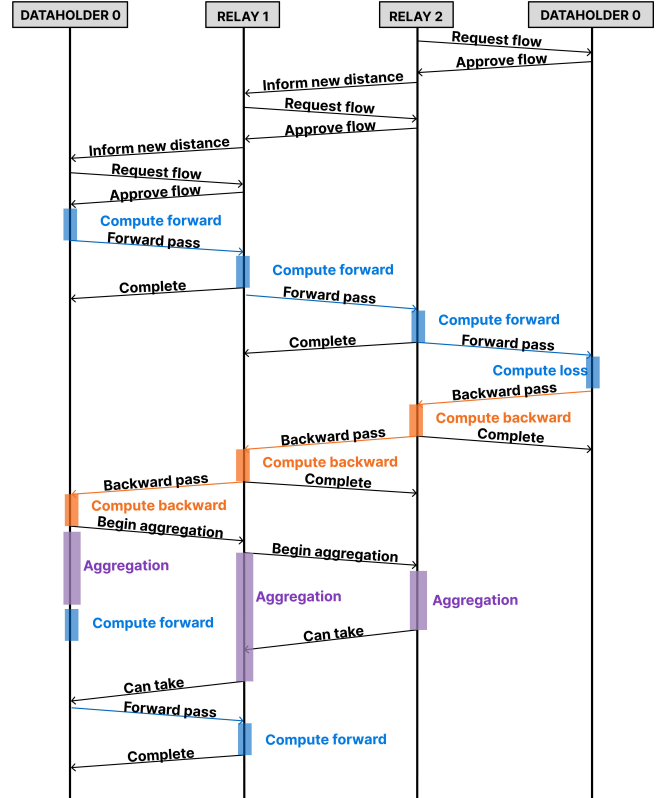 DATAHOLDER 0
RELAY 1
RELAY 2
DATAHOLDER 0
Request flow
Approve flow
Inform new distance
Request flow
Approve flow
Inform new distance
Request flow
Approve flow
Compute forward
Forward pass
Compute forward
Complete
Forward pass
Compute forward
Complete
Forward pass
Compute loss
Backward pass
Compute backward
Backward pass
Complete
Compute backward
Backward pass
Complete
Compute backward
Begin aggregation
Begin aggregation
Aggregation
Aggregation
Aggregation
Compute forward
Can take
Can take
Forward pass
Compute forward
Complete